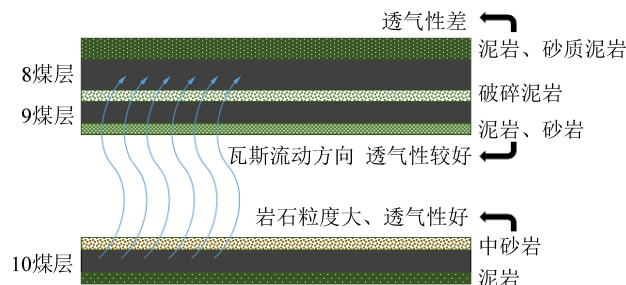 透气性差
泥岩、砂质泥岩
8煤层
破碎泥岩
9煤层
泥岩、砂岩
瓦斯流动方向 透气性较好
岩石粒度大、透气性好
中砂岩
10煤层
泥岩